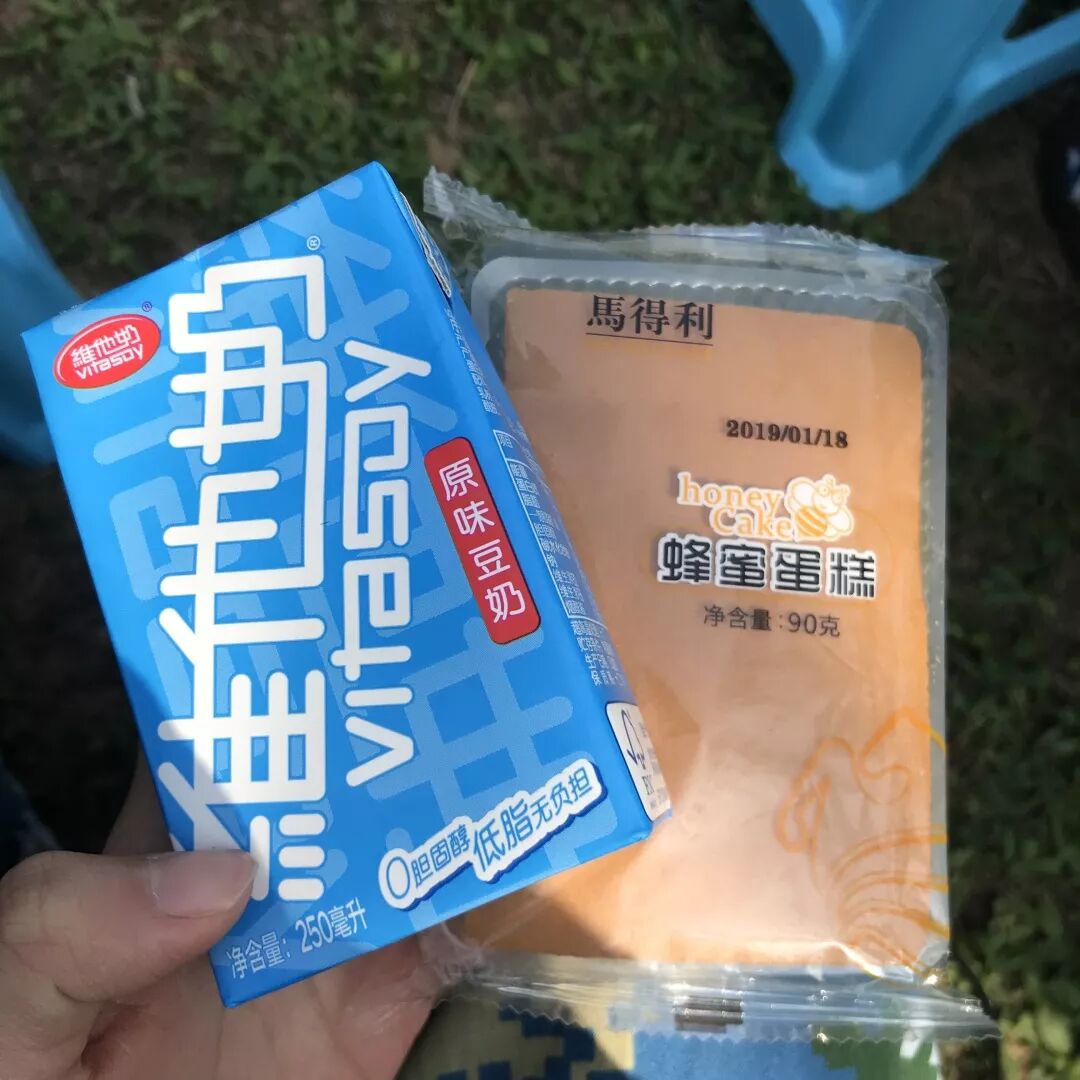 維他奶
vitasoy
維他奶
vitasoy
原味豆奶
0胆固醇
低脂无负担
净含量: 250毫升
馬得利
2019/01/18
honey
Cake
蜂蜜蛋糕
净含量:90克